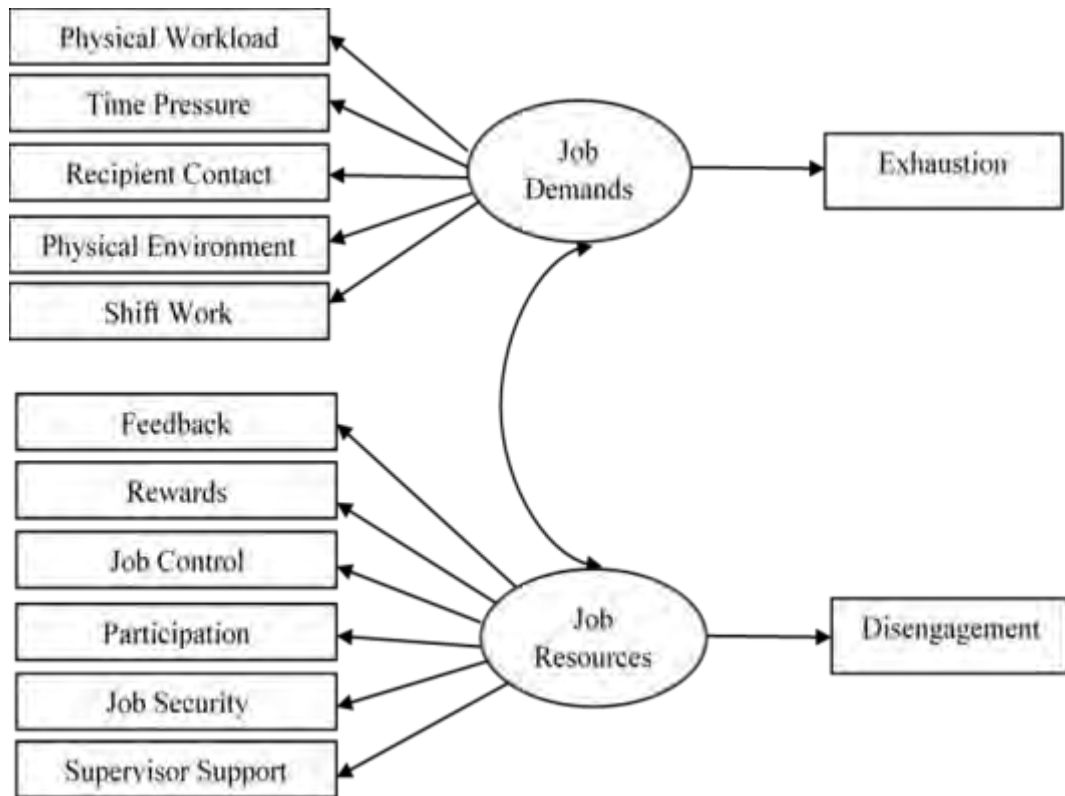 Physical Workload
Time Pressure
Recipient Contact
Physical Environment
Shift Work
Job
Demands
Exhaustion
Feedback
Rewards
Job Control
Participation
Job Security
Supervisor Support
Job
Resources
Disengagement